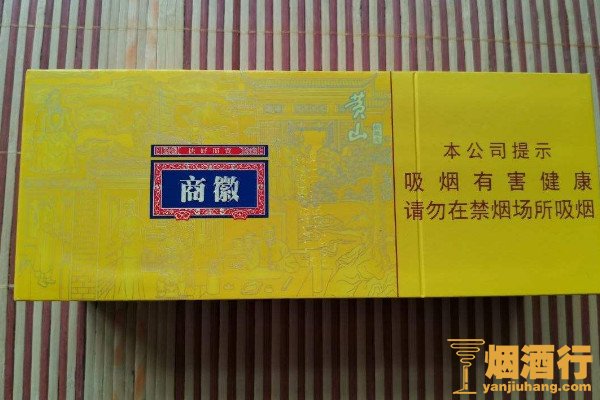 黄山
商徽
本公司提示
吸烟有害健康
请勿在禁烟场所吸烟
烟酒行
yanjiuhang.com